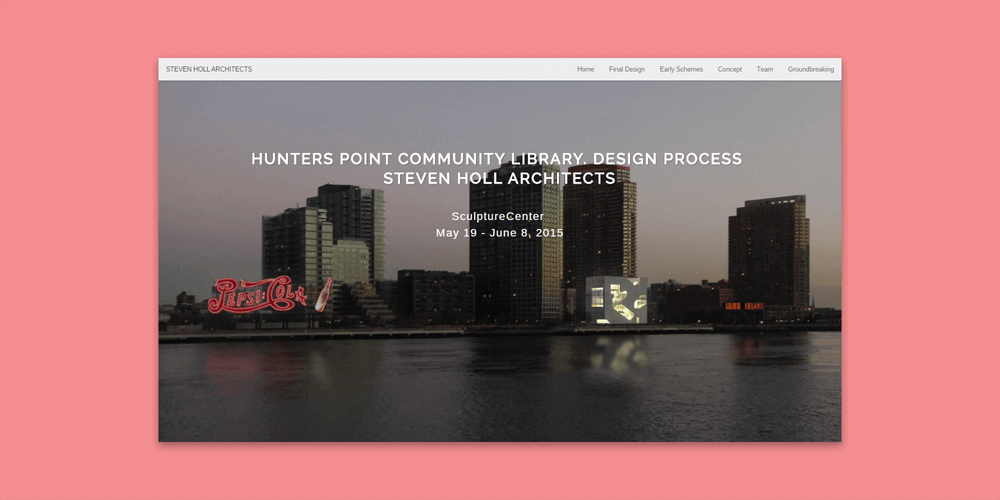 STEVEN HOLL ARCHITECTS
Home Final Design Early Schemes Concept Team Groundbreaking
HUNTERS POINT COMMUNITY LIBRARY. DESIGN PROCESS
STEVEN HOLL ARCHITECTS
SculptureCenter
May 19 - June 8, 2015
PEPSI-COLA